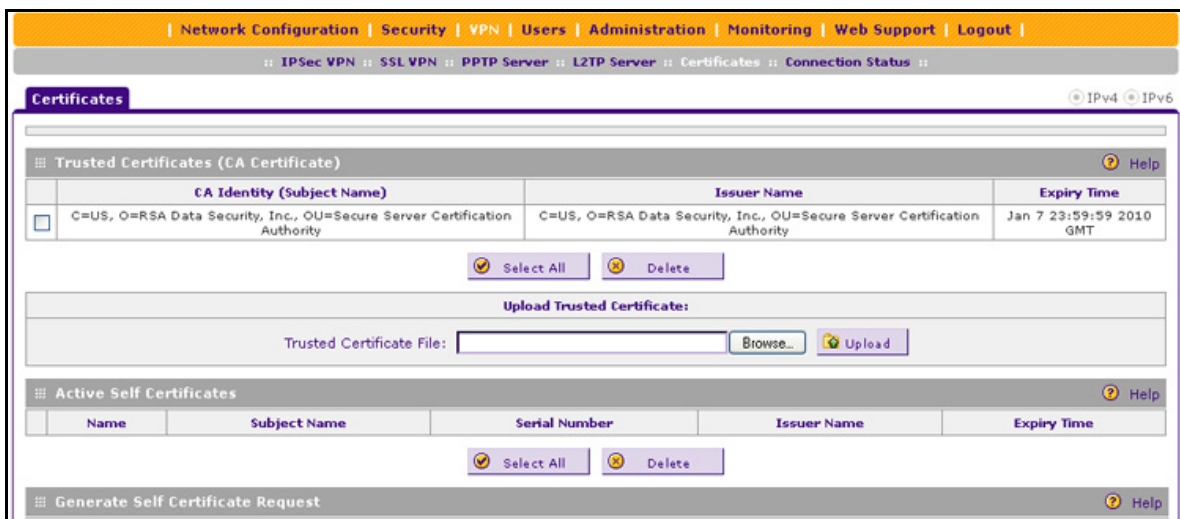 | Network Configuration | Security | VPN | Users | Administration | Monitoring | Web Support | Logout |
:: IPSec VPN :: SSL VPN :: PPTP Server :: L2TP Server :: Certificates :: Connection Status ::
Certificates
IPv4 IPv6
Trusted Certificates (CA Certificate)
Help
CA Identity (Subject Name) Issuer Name Expiry Time
C=US, O=RSA Data Security, Inc., OU=Secure Server Certification Authority
C=US, O=RSA Data Security, Inc., OU=Secure Server Certification Authority
Jan 7 23:59:59 2010 GMT
Select All Delete
Upload Trusted Certificate:
Trusted Certificate File: Browse... Upload
Active Self Certificates
Help
Name Subject Name Serial Number Issuer Name Expiry Time
Select All Delete
Generate Self Certificate Request
Help